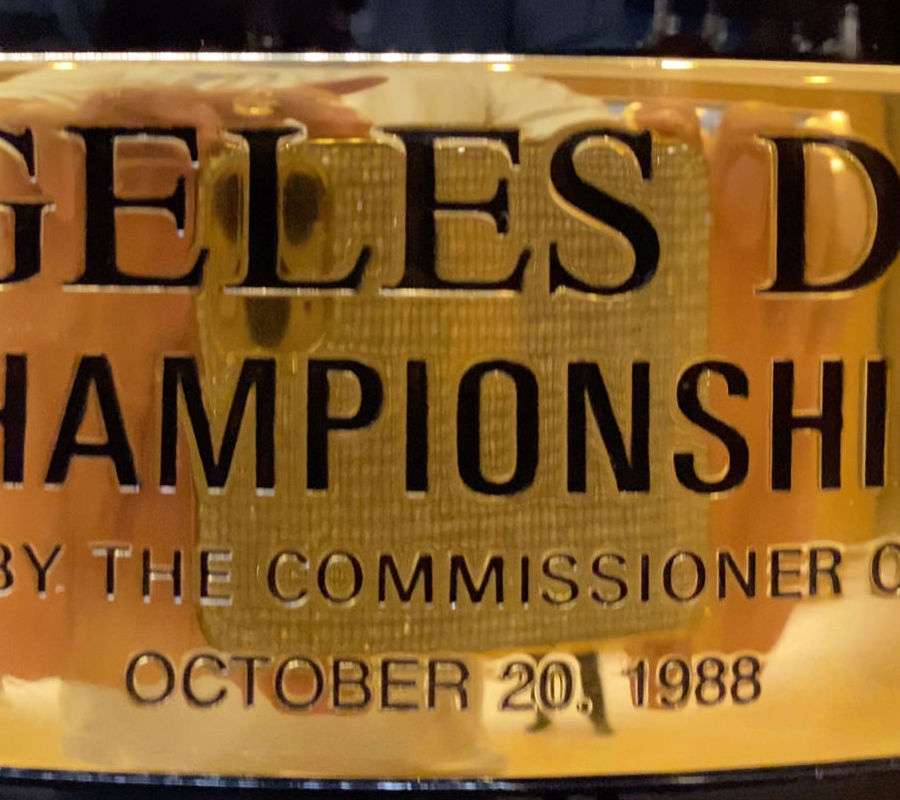 GELES D
HAMPIONSHI
BY THE COMMISSIONER O
OCTOBER 20, 1988